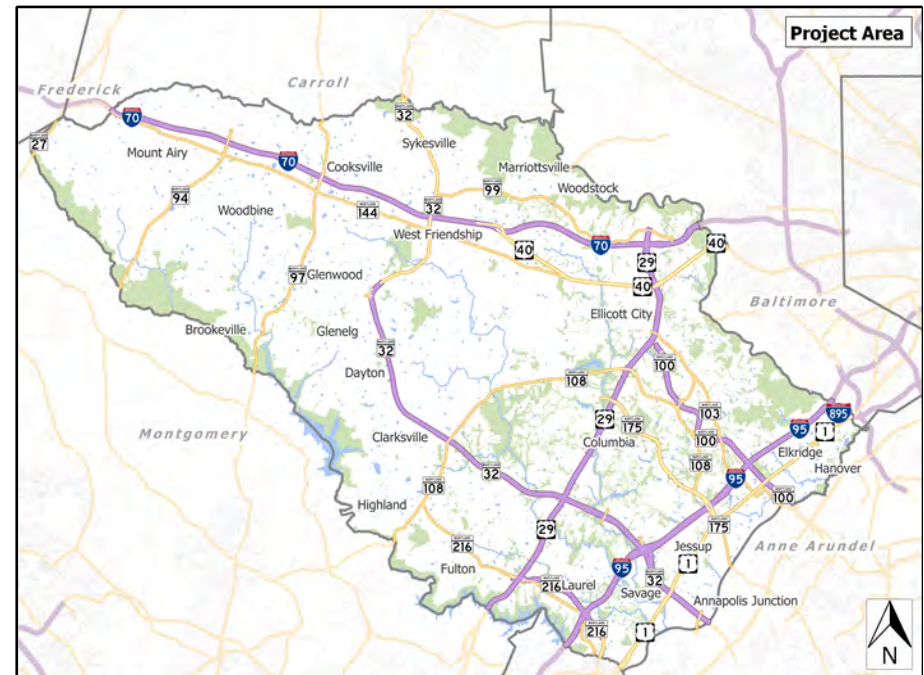 Project Area
Frederick
Carroll
32
70
27
Mount Airy
Sykesville
70
Cooksville
Marriottsville
99
Woodstock
94
144
32
Woodbine
West Friendship
40
70
40
29
97
Glenwood
40
Baltimore
Brookeville
Glenelg
Ellicott City
32
100
Dayton
108
895
29
175
103
95
1
Montgomery
Clarksville
Columbia
100
Elkridge
32
108
Hanover
95
108
100
Highland
29
175
216
Jessup
Anne Arundel
Fulton
95
1
216
Laurel
32
Savage
Annapolis Junction
216
1
N